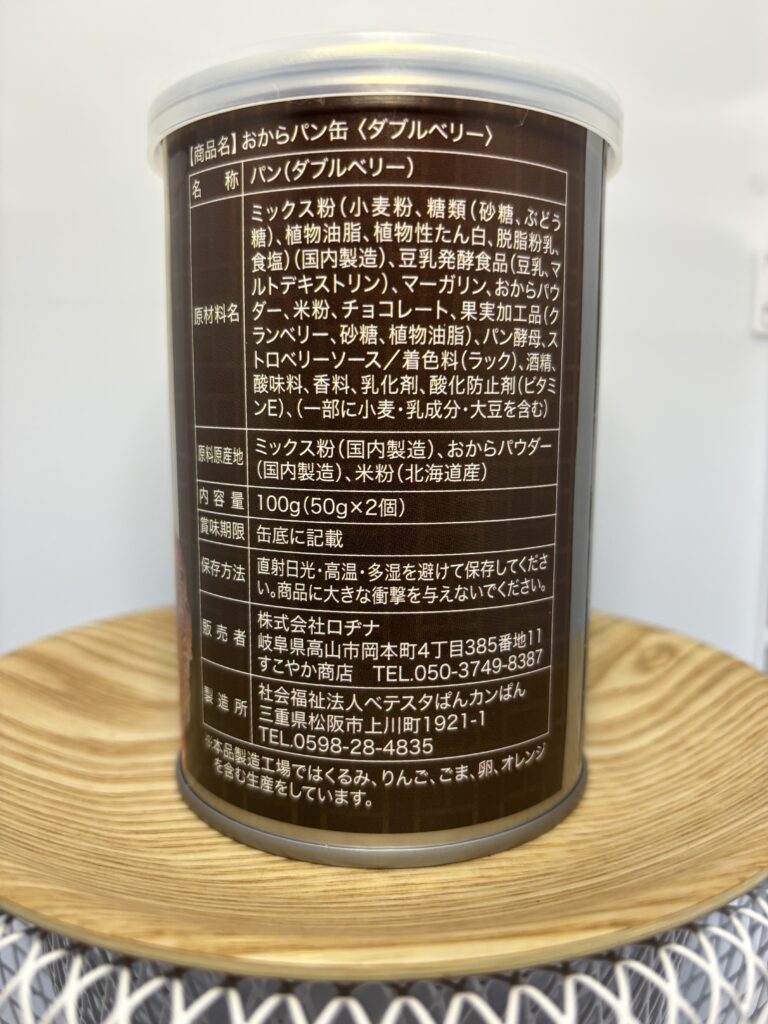 【商品名】おからパン缶〈ダブルベリー〉
名 称 パン(ダブルベリー)
原材料名
ミックス粉(小麦粉、糖類(砂糖、ぶどう
糖)、植物油脂、植物性たん白、脱脂粉乳、
食塩)(国内製造)、豆乳発酵食品(豆乳、マ
ルトデキストリン)、マーガリン、おからパウ
ダー、米粉、チョコレート、果実加工品(ク
ランベリー、砂糖、植物油脂)、パン酵母、ス
トロベリーソース/着色料(ラック)、酒精、
酸味料、香料、乳化剤、酸化防止剤(ビタミ
ンE)、(一部に小麦・乳成分・大豆を含む)
原料原産地
ミックス粉(国内製造)、おからパウダー
(国内製造)、米粉(北海道産)
内容量 100g(50g×2個)
賞味期限 缶底に記載
保存方法
直射日光・高温・多湿を避けて保存してくださ
い。商品に大きな衝撃を与えないでください。
販売者
株式会社ロヂナ
岐阜県高山市岡本町4丁目385番地11
すこやか商店 TEL.050-3749-8387
製造所
社会福祉法人ベテスタぱんカンぱん
三重県松阪市上川町1921-1
TEL.0598-28-4835
※本品製造工場ではくるみ、りんご、ごま、卵、オレンジ
を含む生産をしています。